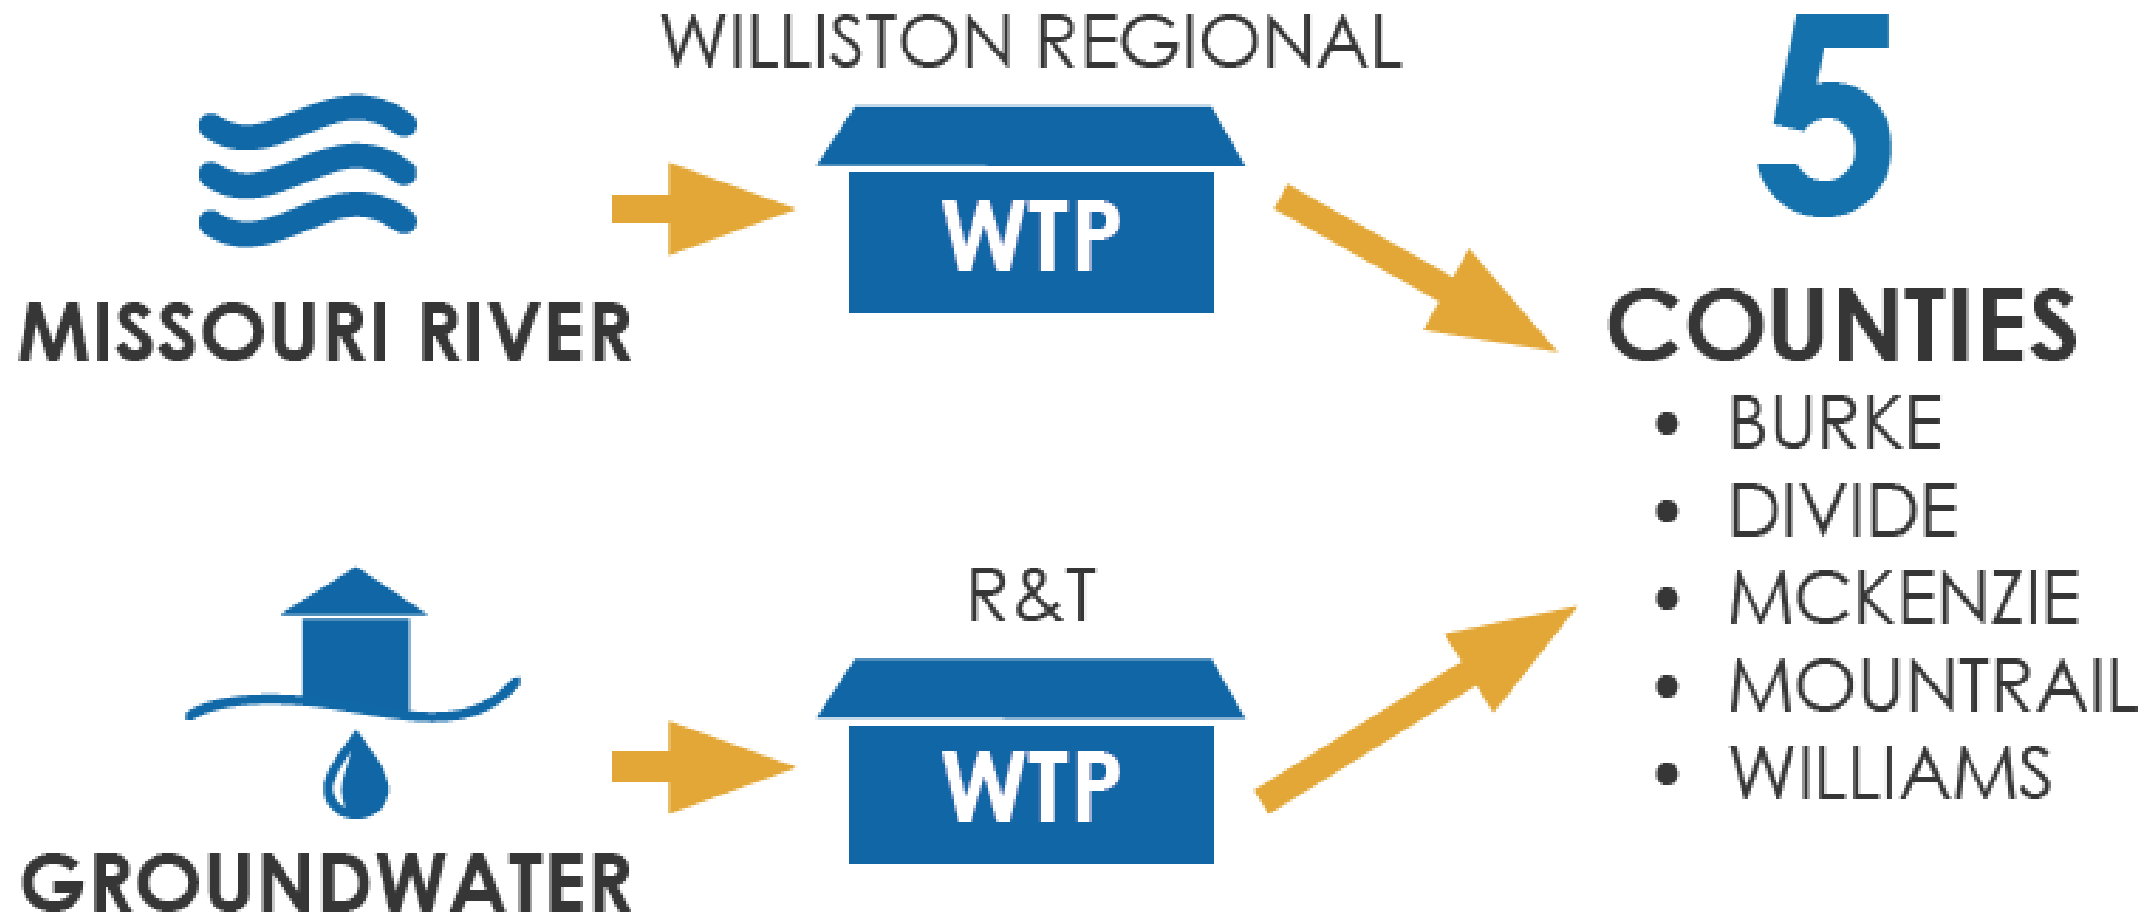 WILLISTON REGIONAL
WTP
MISSOURI RIVER
R&T
WTP
GROUNDWATER
5
COUNTIES
• BURKE
• DIVIDE
• MCKENZIE
• MOUNTRAIL
• WILLIAMS